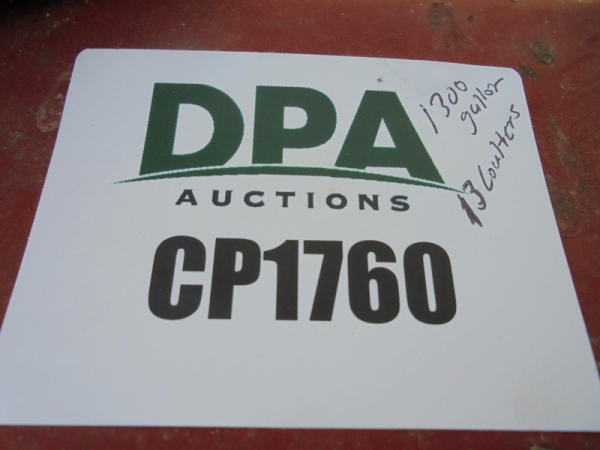 DPA
AUCTIONS
CP1760
1300
gallon
13 Coulters